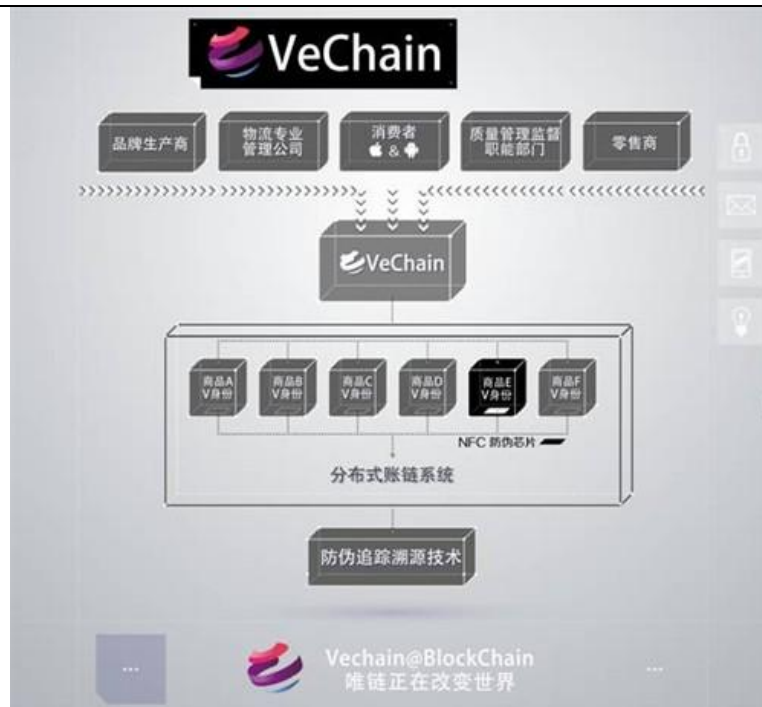 VeChain
品牌生产商
物流专业
管理公司
消费者
&
质量管理监督
职能部门
零售商
VeChain
商品A
V身份
商品B
V身份
商品C
V身份
商品D
V身份
商品E
V身份
商品F
V身份
NFC 防伪芯片
分布式账链系统
防伪追踪溯源技术
...
Vechain@BlockChain
唯链正在改变世界
...